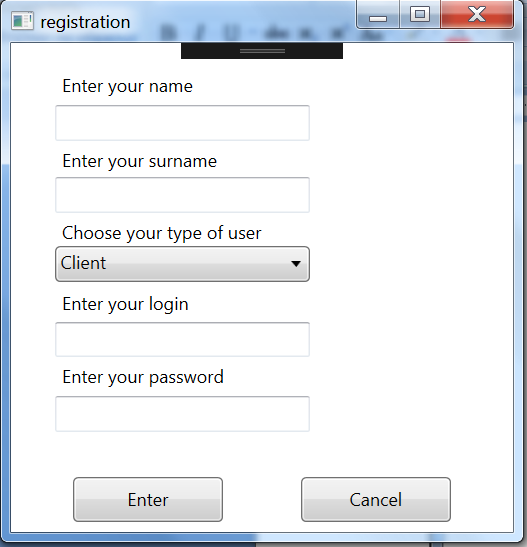 registration
Enter your name
Enter your surname
Choose your type of user
Client
Enter your login
Enter your password
Enter
Cancel